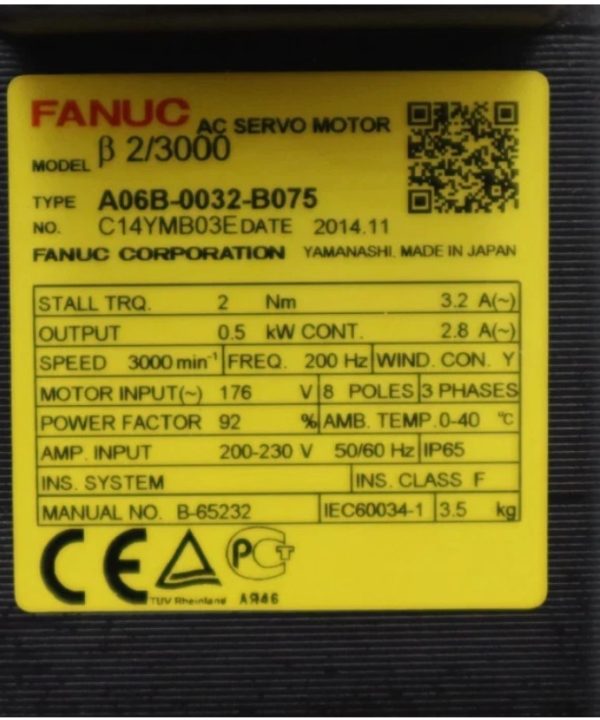 FANUC AC SERVO MOTOR
MODEL β 2/3000
TYPE A06B-0032-B075
NO. C14YMB03E DATE 2014.11
FANUC CORPORATION YAMANASHI. MADE IN JAPAN
STALL TRQ. 2 Nm 3.2 A(~)
OUTPUT 0.5 kW CONT. 2.8 A(~)
SPEED 3000 min⁻¹ FREQ. 200 Hz WIND. CON. Y
MOTOR INPUT(~) 176 V 8 POLES 3 PHASES
POWER FACTOR 92 % AMB. TEMP. 0-40 °C
AMP. INPUT 200-230 V 50/60 Hz IP65
INS. SYSTEM INS. CLASS F
MANUAL NO. B-65232 IEC60034-1 3.5 kg
CE PCT
TUV Rheinland АЯ46